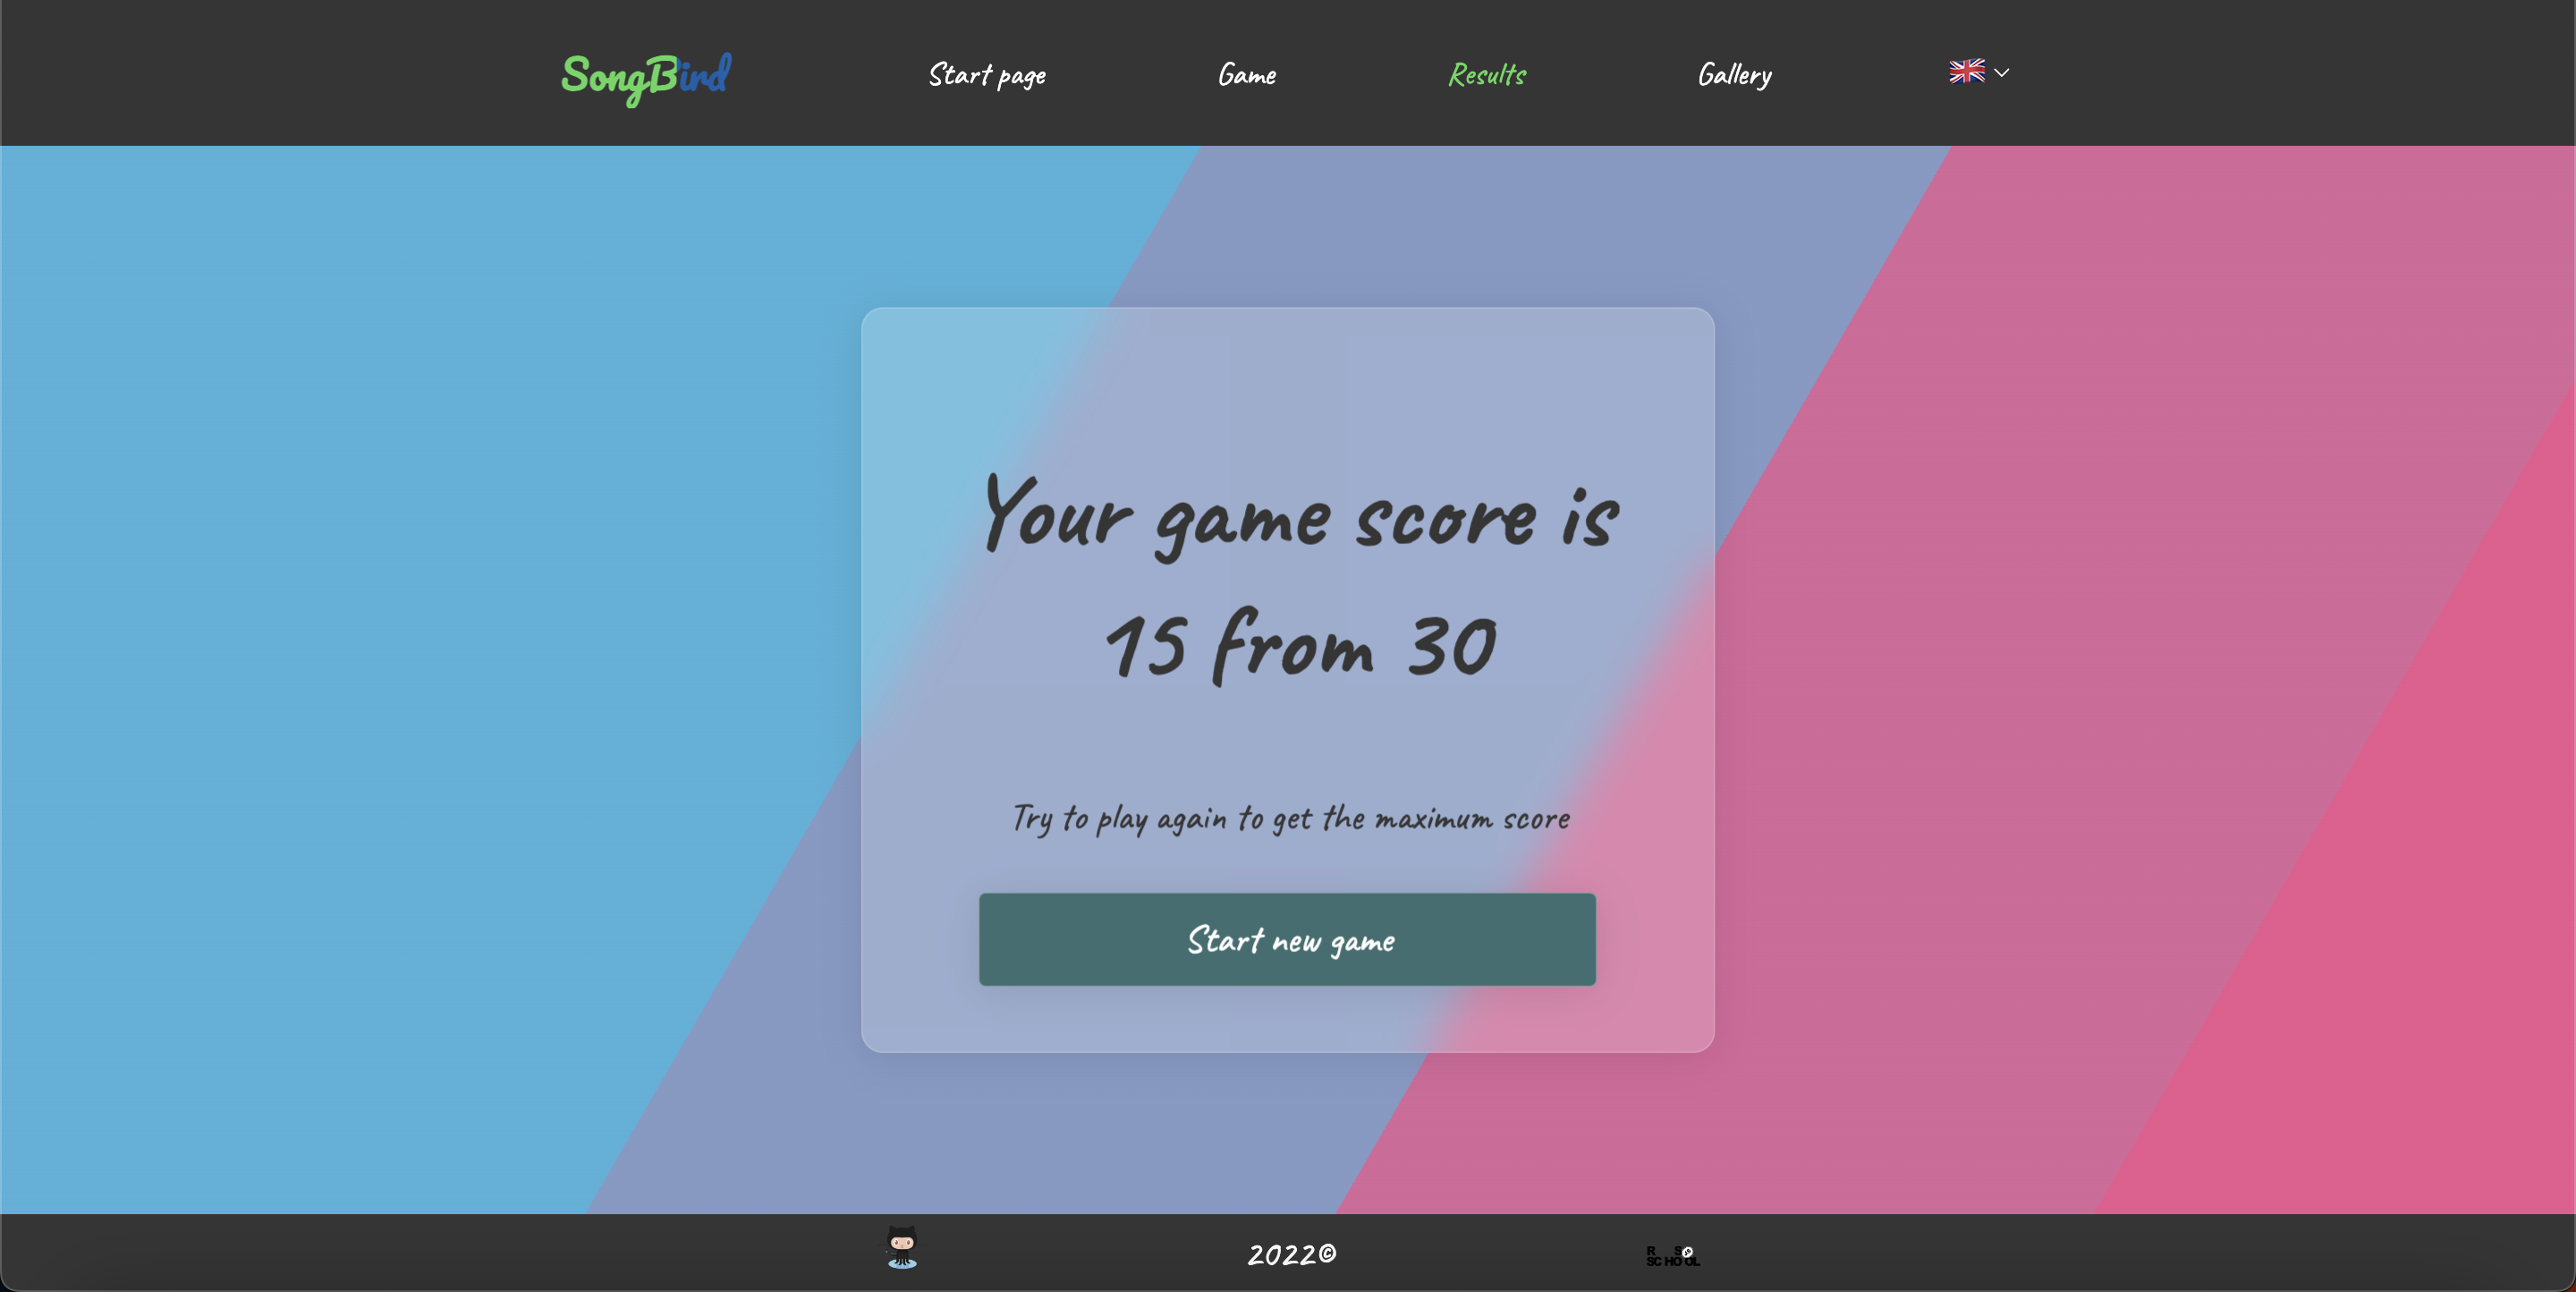 SongBird
Start page
Game
Results
Gallery
Your game score is
15 from 30
Try to play again to get the maximum score
Start new game
2022©
RS
SCHOOL